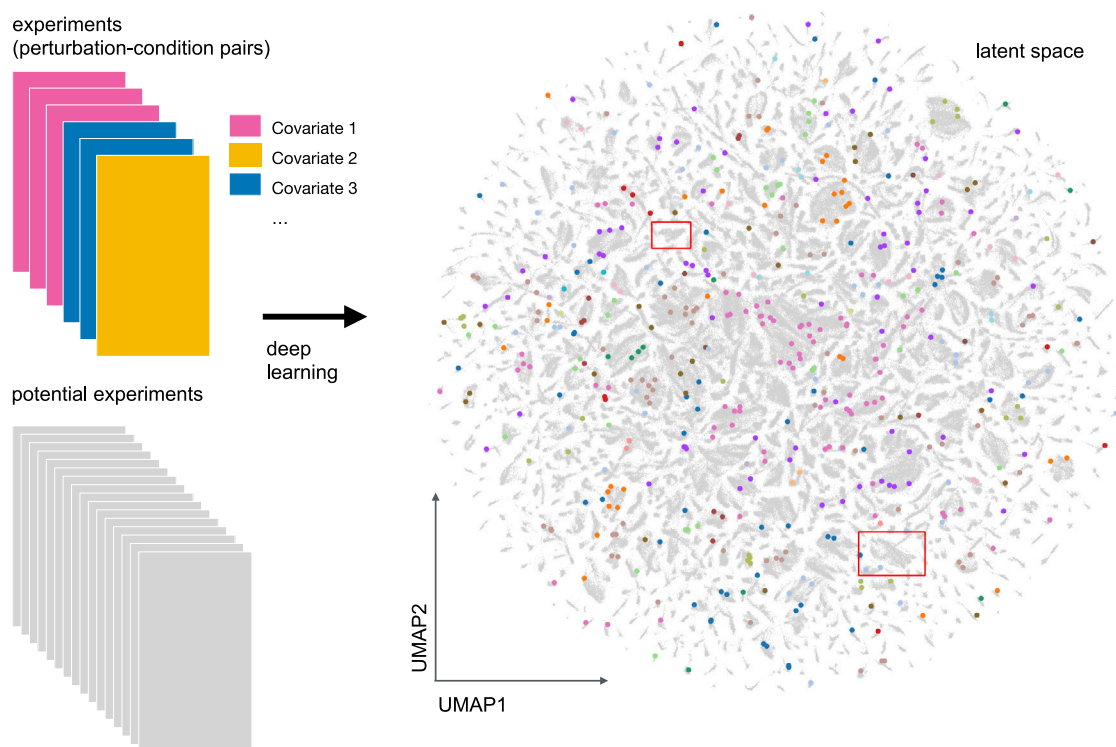 experiments
(perturbation-condition pairs)
Covariate 1
Covariate 2
Covariate 3
...
deep
learning
potential experiments
latent space
UMAP2
UMAP1